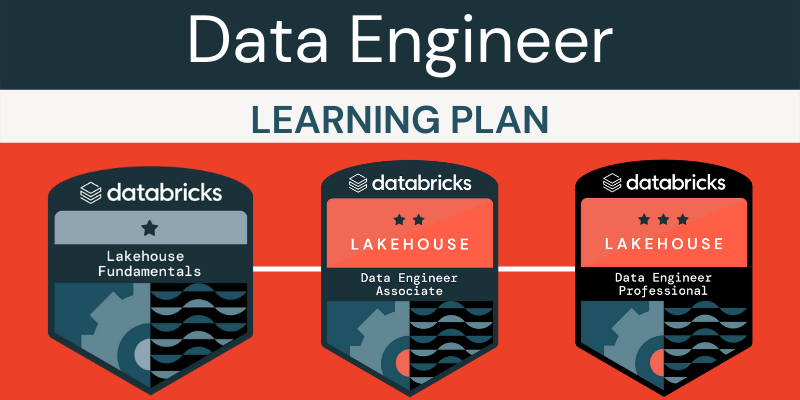 Data Engineer
LEARNING PLAN
databricks
Lakehouse
Fundamentals
databricks
LAKEHOUSE
Data Engineer
Associate
databricks
LAKEHOUSE
Data Engineer
Professional